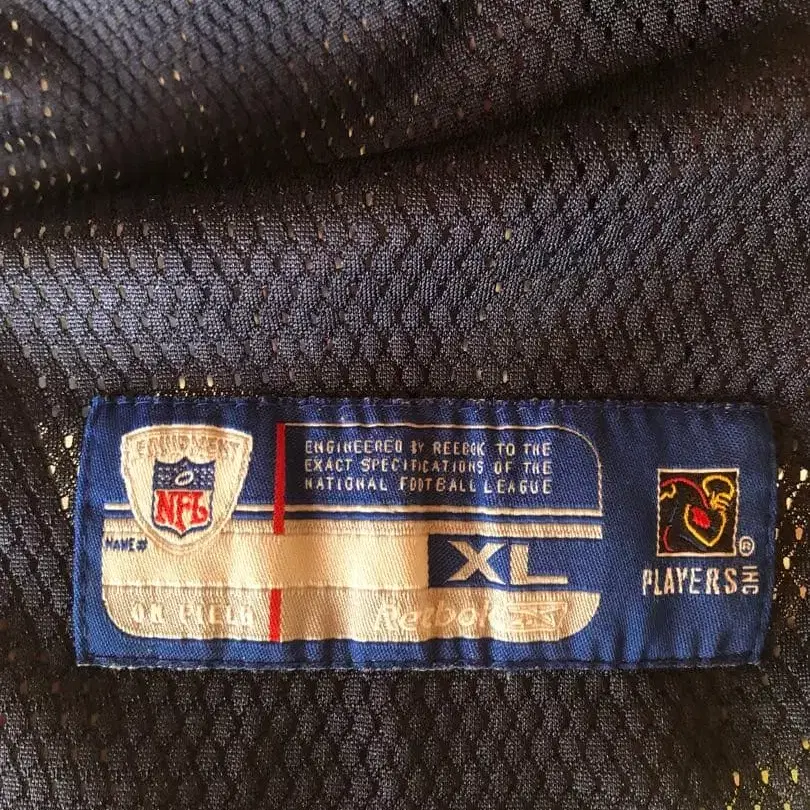 EQUIPMENT
NFL
ENGINEERED BY REEBOK TO THE
EXACT SPECIFICATIONS OF THE
NATIONAL FOOTBALL LEAGUE
NAME#
XL
ON FIELD
Reebok
PLAYERS INC ®